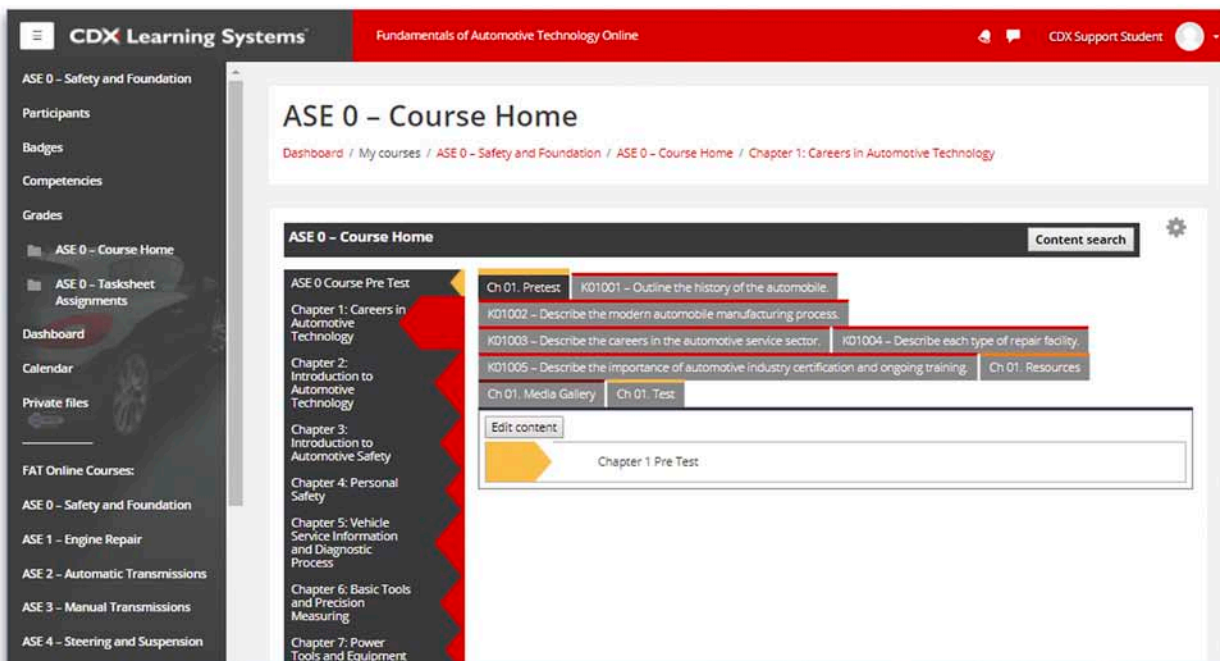 CDX Learning Systems
Fundamentals of Automotive Technology Online
CDX Support Student
ASE 0 – Safety and Foundation
Participants
Badges
Competencies
Grades
ASE 0 – Course Home
ASE 0 – Tasksheet
Assignments
Dashboard
Calendar
Private files
FAT Online Courses:
ASE 0 – Safety and Foundation
ASE 1 – Engine Repair
ASE 2 – Automatic Transmissions
ASE 3 – Manual Transmissions
ASE 4 – Steering and Suspension
ASE 0 – Course Home
Dashboard / My courses / ASE 0 – Safety and Foundation / ASE 0 – Course Home / Chapter 1: Careers in Automotive Technology
ASE 0 – Course Home
Content search
ASE 0 Course Pre Test
Chapter 1: Careers in
Automotive
Technology
Chapter 2:
Introduction to
Automotive
Technology
Chapter 3:
Introduction to
Automotive Safety
Chapter 4: Personal
Safety
Chapter 5: Vehicle
Service Information
and Diagnostic
Process
Chapter 6: Basic Tools
and Precision
Measuring
Chapter 7: Power
Tools and Equipment
Ch 01. Pretest
K01001 – Outline the history of the automobile.
K01002 – Describe the modern automobile manufacturing process.
K01003 – Describe the careers in the automotive service sector.
K01004 – Describe each type of repair facility.
K01005 – Describe the importance of automotive industry certification and ongoing training.
Ch 01. Resources
Ch 01. Media Gallery
Ch 01. Test
Edit content
Chapter 1 Pre Test